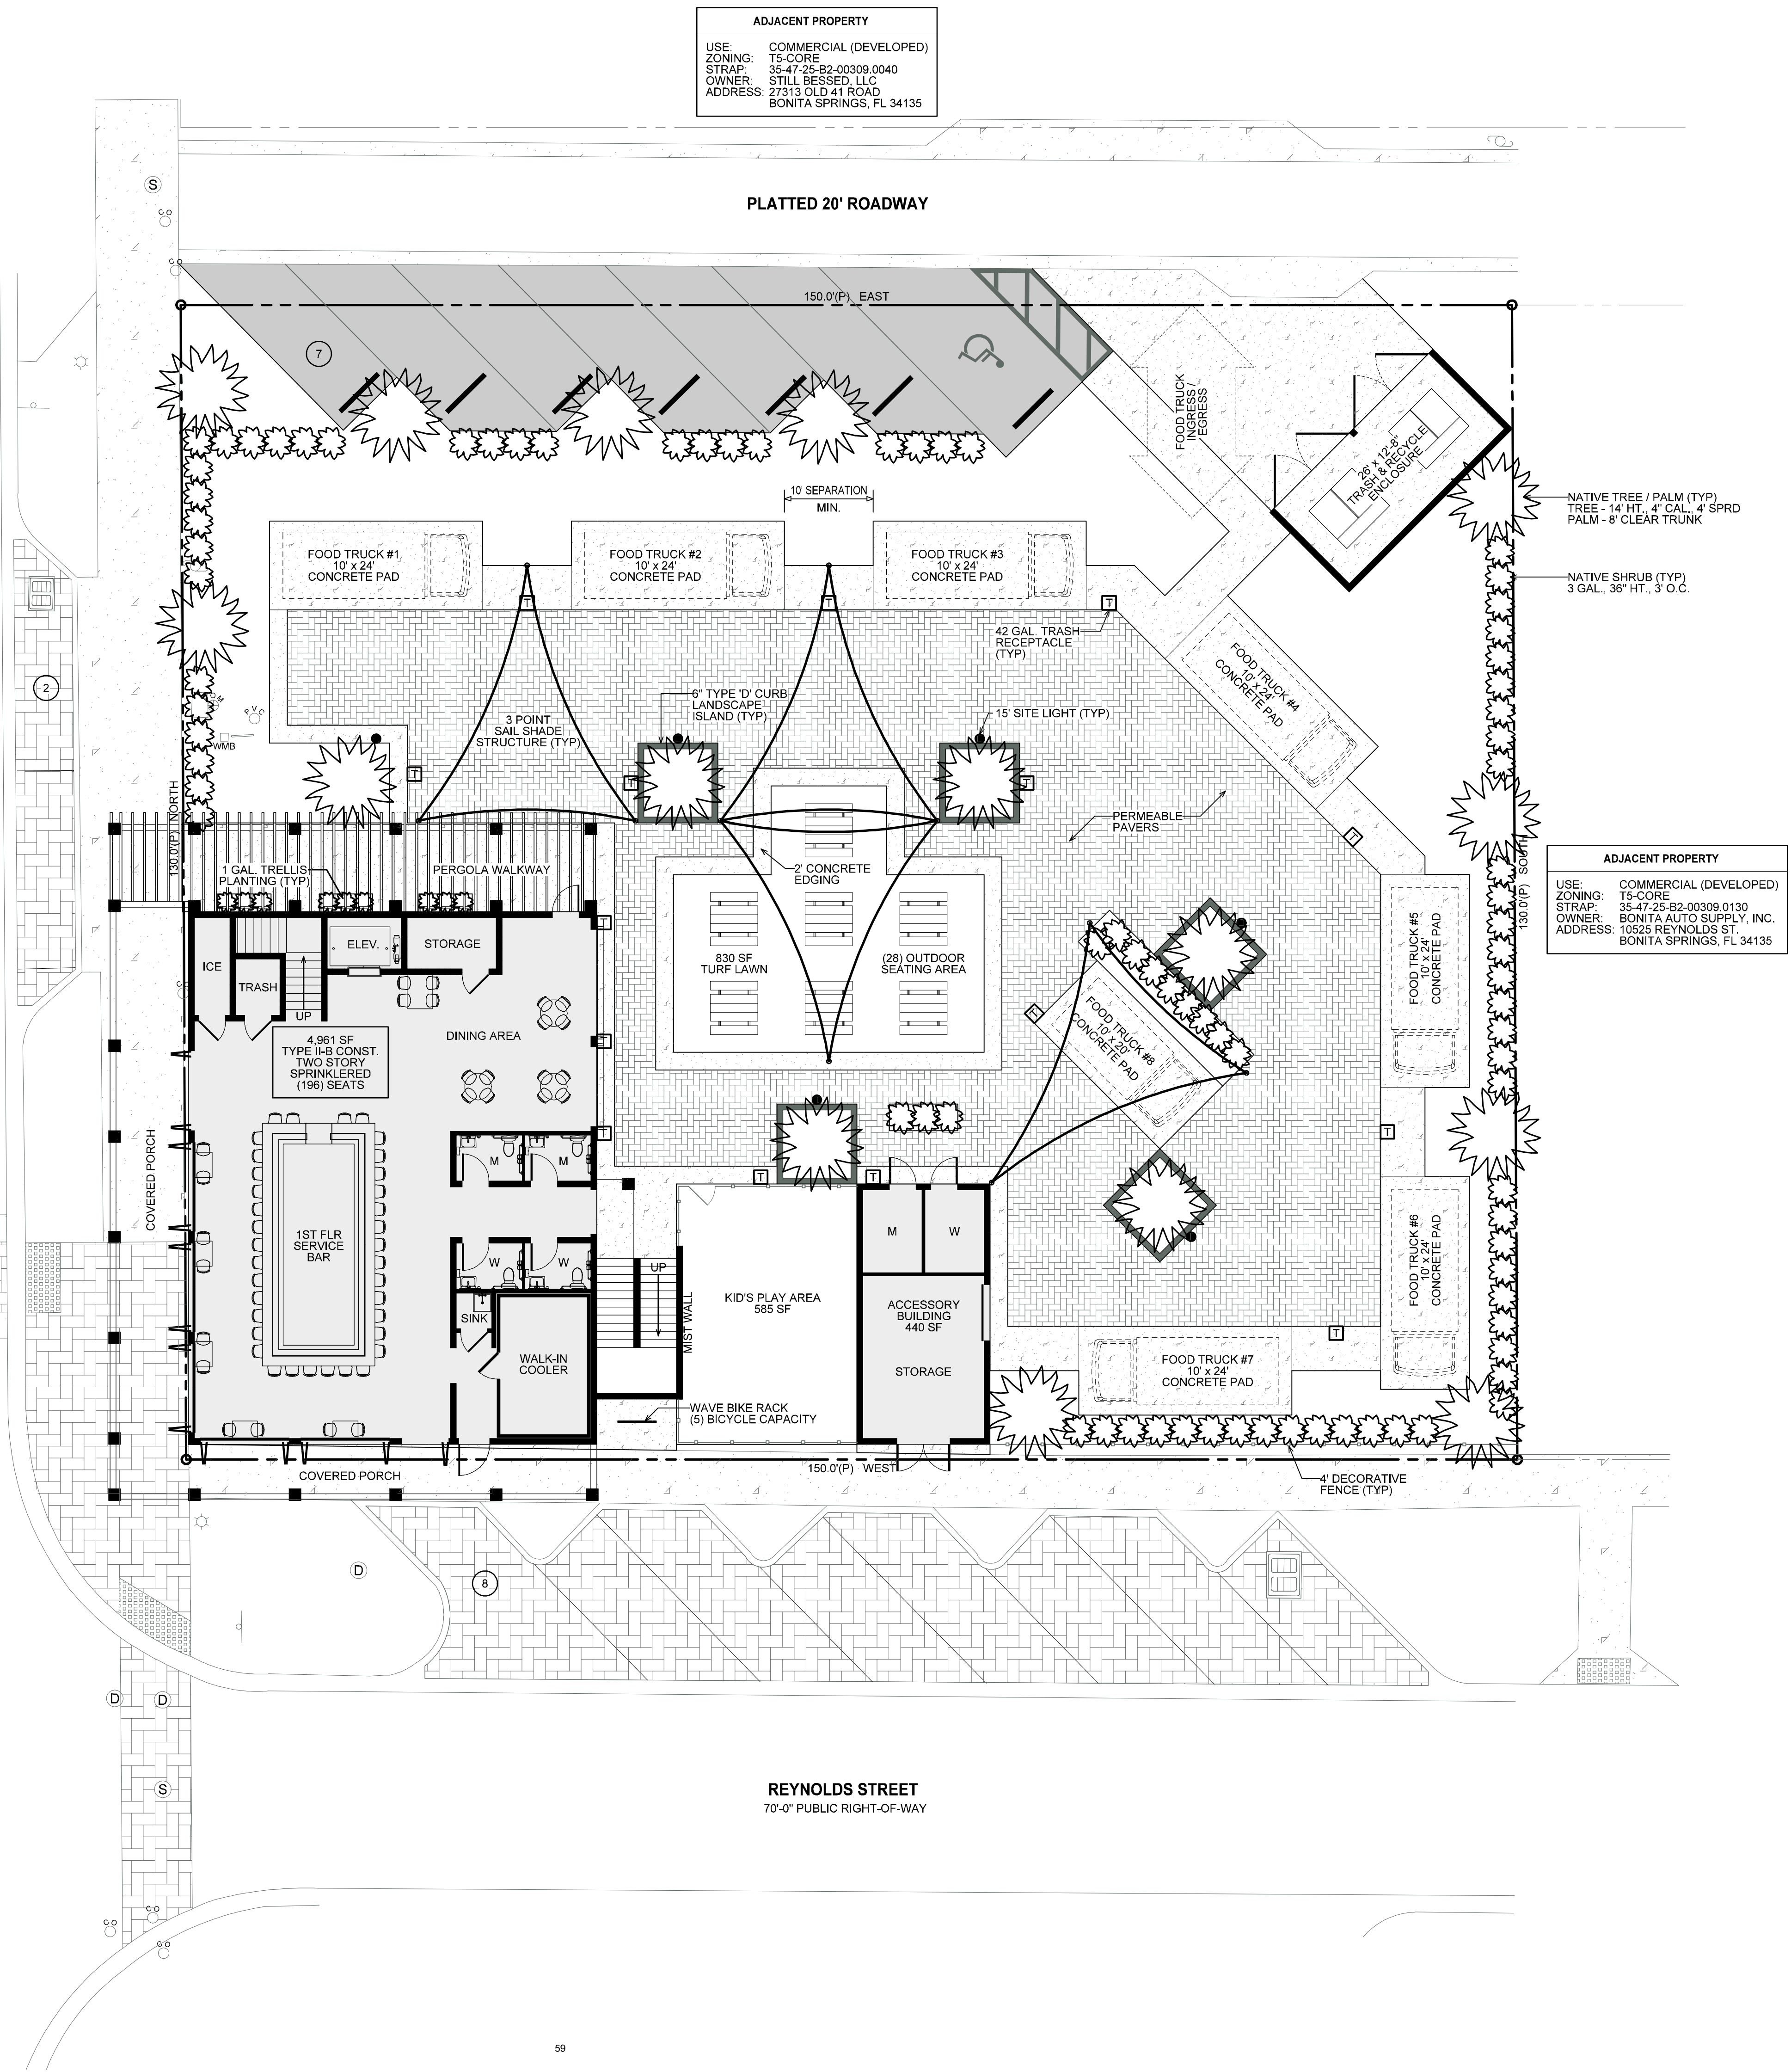 ADJACENT PROPERTY
USE: COMMERCIAL (DEVELOPED)
ZONING: T5-CORE
STRAP: 35-47-25-B2-00309.0040
OWNER: STILL BESSED, LLC
ADDRESS: 27313 OLD 41 ROAD
BONITA SPRINGS, FL 34135
S
CO
PLATTED 20' ROADWAY
CO
150.0'(P) EAST
7
FOOD TRUCK
INGRESS /
EGRESS
26' x 12'-8"
TRASH & RECYCLE
ENCLOSURE
NATIVE TREE / PALM (TYP)
TREE - 14' HT., 4" CAL., 4' SPRD
PALM - 8' CLEAR TRUNK
10' SEPARATION
MIN.
FOOD TRUCK #1
10' x 24'
CONCRETE PAD
FOOD TRUCK #2
10' x 24'
CONCRETE PAD
FOOD TRUCK #3
10' x 24'
CONCRETE PAD
NATIVE SHRUB (TYP)
3 GAL., 36" HT., 3' O.C.
T
T
T
42 GAL. TRASH
RECEPTACLE
(TYP)
FOOD TRUCK #4
10' x 24'
CONCRETE PAD
2
PVC
WMB
6" TYPE 'D' CURB
LANDSCAPE
ISLAND (TYP)
15' SITE LIGHT (TYP)
3 POINT
SAIL SHADE
STRUCTURE (TYP)
T
T
T
130.0'(P) NORTH
PERMEABLE
PAVERS
T
130.0'(P) SOUTH
1 GAL. TRELLIS
PLANTING (TYP)
PERGOLA WALKWAY
2' CONCRETE
EDGING
ADJACENT PROPERTY
USE: COMMERCIAL (DEVELOPED)
ZONING: T5-CORE
STRAP: 35-47-25-B2-00309.0130
OWNER: BONITA AUTO SUPPLY, INC.
ADDRESS: 10525 REYNOLDS ST.
BONITA SPRINGS, FL 34135
T
ICE
ELEV.
STORAGE
TRASH
UP
830 SF
TURF LAWN
(28) OUTDOOR
SEATING AREA
FOOD TRUCK #5
10' x 24'
CONCRETE PAD
T
FOOD TRUCK #8
10' x 20'
CONCRETE PAD
4,961 SF
TYPE II-B CONST.
TWO STORY
SPRINKLERED
(196) SEATS
DINING AREA
T
T
T
COVERED PORCH
M
M
T
T
1ST FLR
SERVICE
BAR
W
W
UP
MIST WALL
KID'S PLAY AREA
585 SF
M
W
FOOD TRUCK #6
10' x 24'
CONCRETE PAD
SINK
WALK-IN
COOLER
ACCESSORY
BUILDING
440 SF
STORAGE
T
FOOD TRUCK #7
10' x 24'
CONCRETE PAD
WAVE BIKE RACK
(5) BICYCLE CAPACITY
COVERED PORCH
150.0'(P) WEST
4' DECORATIVE
FENCE (TYP)
D
8
D
D
S
REYNOLDS STREET
70'-0" PUBLIC RIGHT-OF-WAY
CO
CO
CO
59